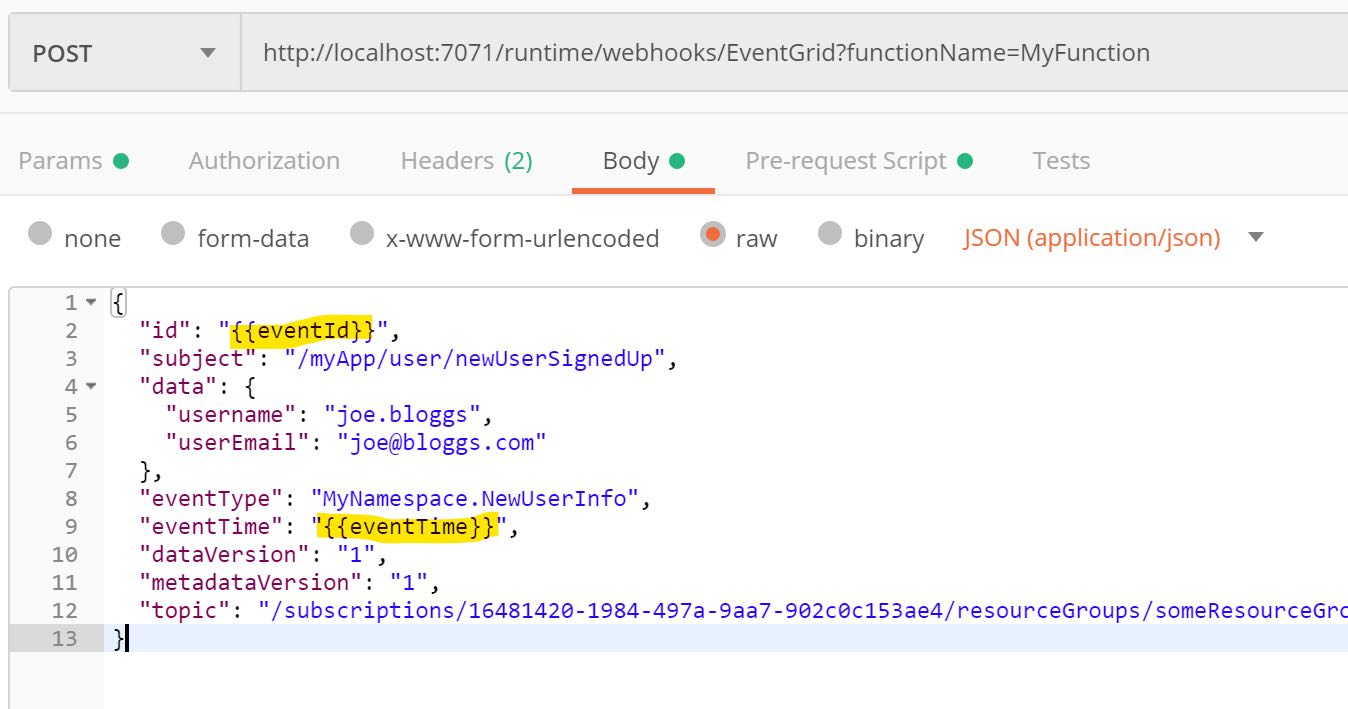 POST http://localhost:7071/runtime/webhooks/EventGrid?functionName=MyFunction
Params Authorization Headers (2) Body Pre-request Script Tests
none form-data x-www-form-urlencoded raw binary JSON (application/json)
1 {
2 "id": "{{eventId}}",
3 "subject": "/myApp/user/newUserSignedUp",
4 "data": {
5 "username": "joe.bloggs",
6 "userEmail": "joe@bloggs.com"
7 },
8 "eventType": "MyNamespace.NewUserInfo",
9 "eventTime": "{{eventTime}}",
10 "dataVersion": "1",
11 "metadataVersion": "1",
12 "topic": "/subscriptions/16481420-1984-497a-9aa7-902c0c153ae4/resourceGroups/someResourceGro
13 }